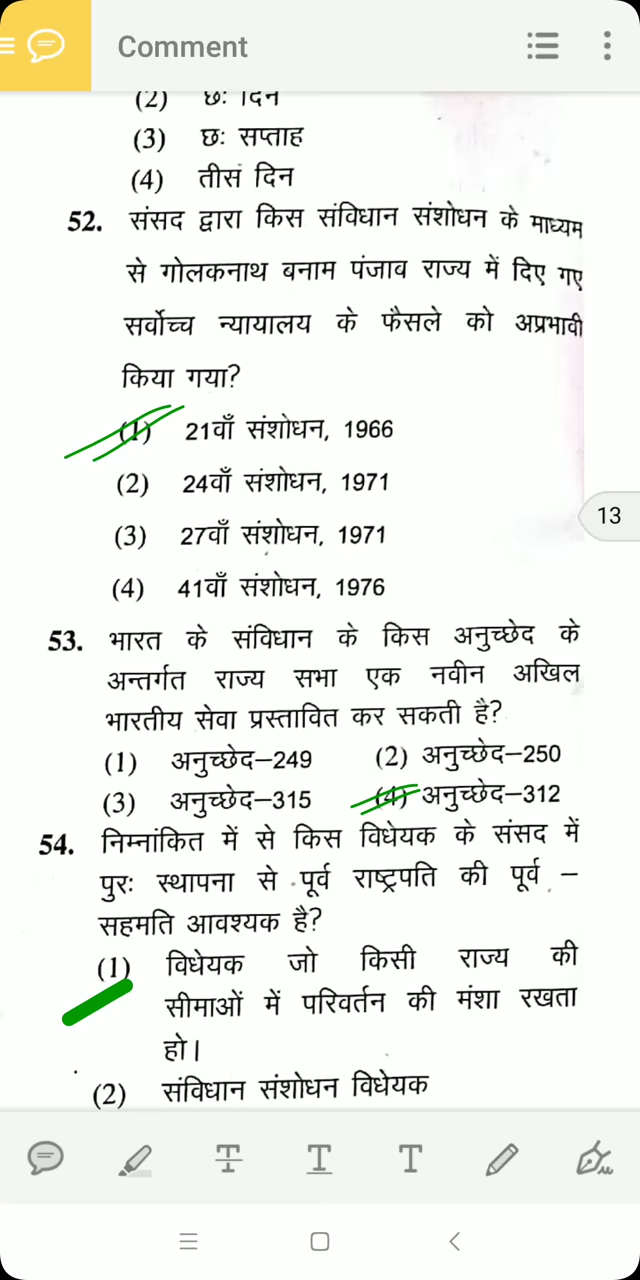 Comment
(2) छः दिन
(3) छः सप्ताह
(4) तीस दिन
52. संसद द्वारा किस संविधान संशोधन के माध्यम
से गोलकनाथ बनाम पंजाब राज्य में दिए गए
सर्वोच्च न्यायालय के फैसले को अप्रभावी
किया गया?
(1) 21वाँ संशोधन, 1966
(2) 24वाँ संशोधन, 1971
13
(3) 27वाँ संशोधन, 1971
(4) 41वाँ संशोधन, 1976
53. भारत के संविधान के किस अनुच्छेद के
अन्तर्गत राज्य सभा एक नवीन अखिल
भारतीय सेवा प्रस्तावित कर सकती है?
(1) अनुच्छेद–249 (2) अनुच्छेद–250
(3) अनुच्छेद–315 (4) अनुच्छेद–312
54. निम्नांकित में से किस विधेयक के संसद में
पुरः स्थापना से पूर्व राष्ट्रपति की पूर्व –
सहमति आवश्यक है?
(1) विधेयक जो किसी राज्य की
सीमाओं में परिवर्तन की मंशा रखता
हो।
(2) संविधान संशोधन विधेयक
T T T